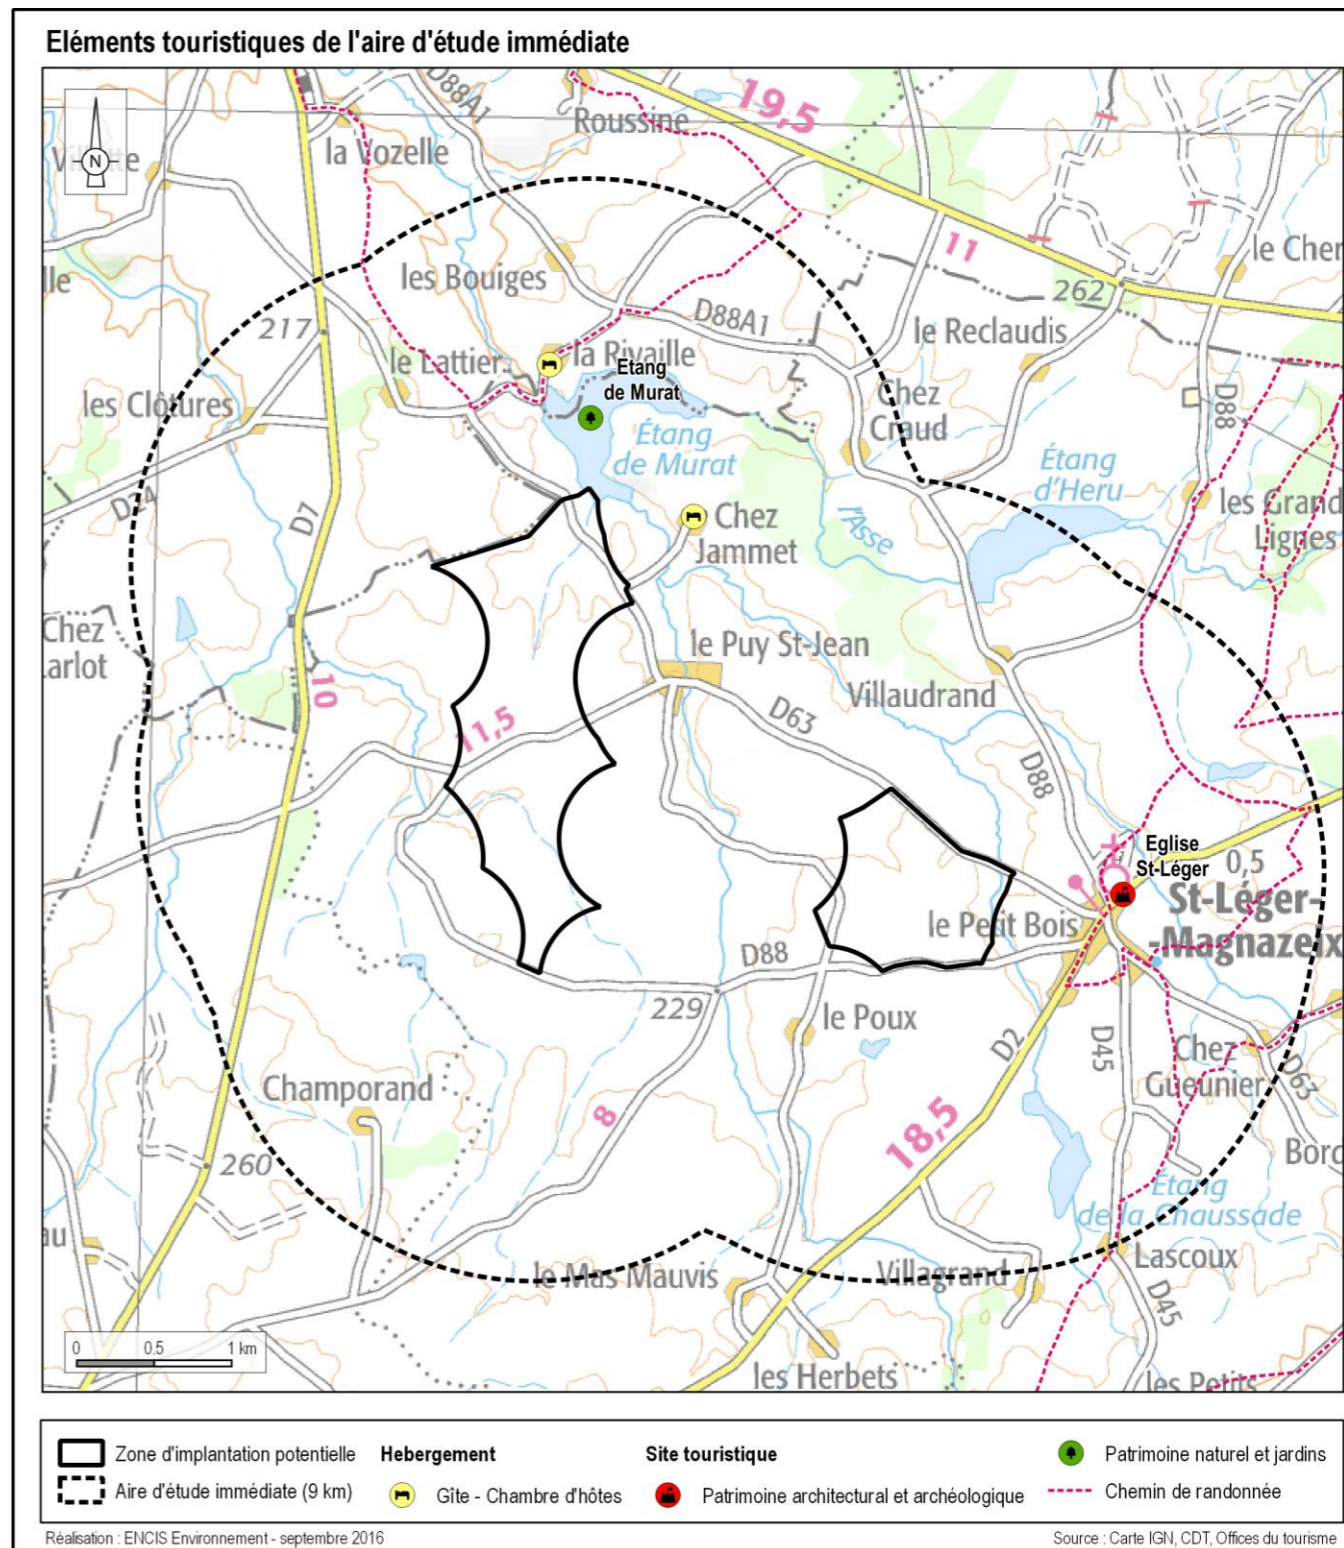 Eléments touristiques de l'aire d'étude immédiate
D88A1
Roussine
19,5
la Vozelle
N
11
le Cher
les Bouiges
262
217
D88A1
le Reclaudis
le Lattier
la Rivaille
Etang
de Murat
les Clôtures
Chez
Craud
D88
Étang
de Murat
Étang
d'Heru
D24
D7
Chez
Jammet
l'Asse
les Grand
Lignes
Chez
Larlot
le Puy St-Jean
10
Villaudrand
11,5
D63
D88
Eglise
St-Léger
0,5
St-Léger-
-Magnazeix
le Petit Bois
D88
229
le Poux
D2
D45
Chez
Gueunier
D63
Champorand
8
18,5
260
Borc
Étang
de la Chaussade
au
le Mas Mauvis
Villagrand
Lascoux
D45
les Herbets
les Petits
0 0.5 1 km
Zone d'implantation potentielle
Aire d'étude immédiate (9 km)
Hebergement
Gîte - Chambre d'hôtes
Site touristique
Patrimoine architectural et archéologique
Patrimoine naturel et jardins
Chemin de randonnée
Réalisation : ENCIS Environnement - septembre 2016
Source : Carte IGN, CDT, Offices du tourisme